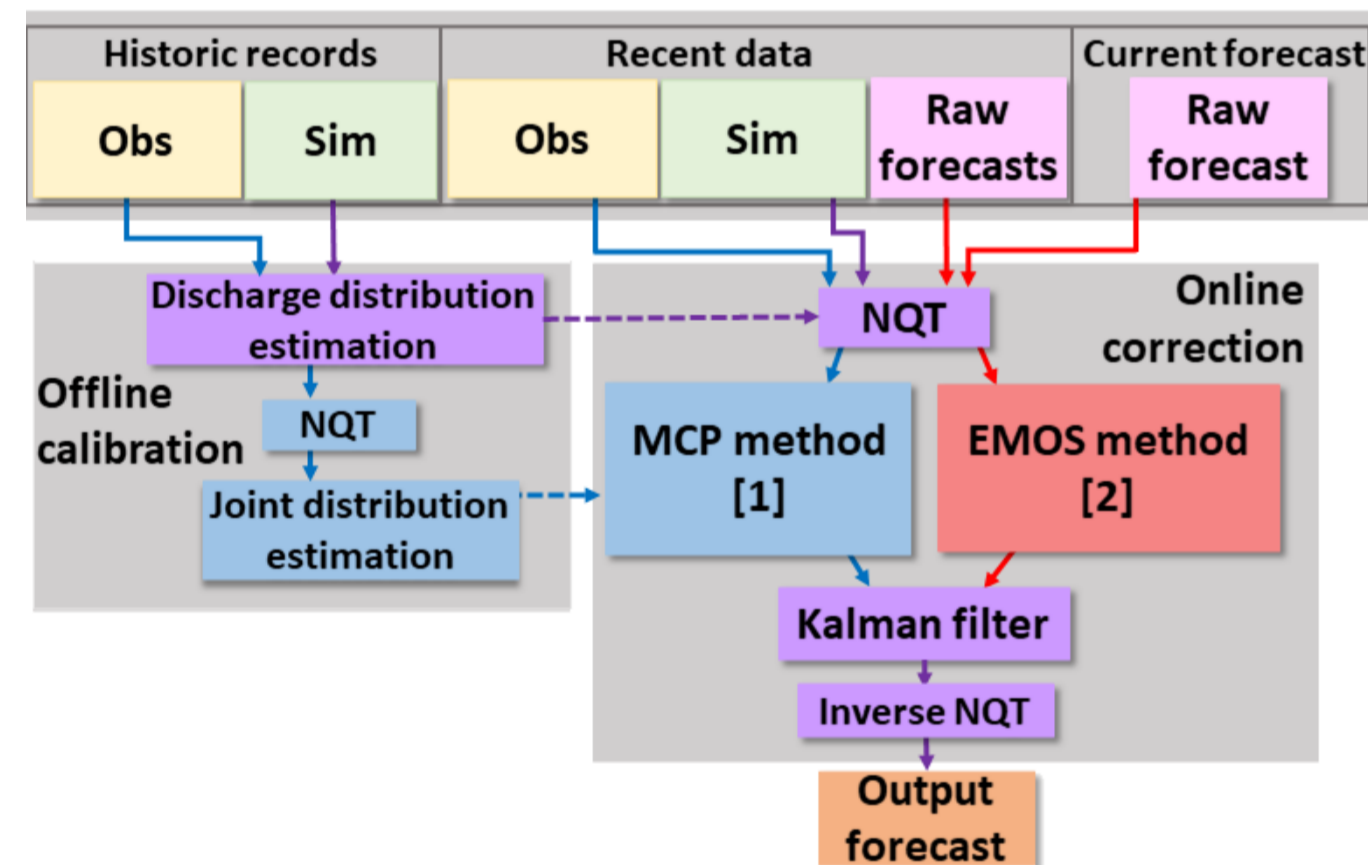 Historic records
Recent data
Current forecast
Obs
Sim
Obs
Sim
Raw
forecasts
Raw
forecast
Discharge distribution
estimation
Offline
calibration
NQT
Joint distribution
estimation
NQT
Online
correction
MCP method
[1]
EMOS method
[2]
Kalman filter
Inverse NQT
Output
forecast